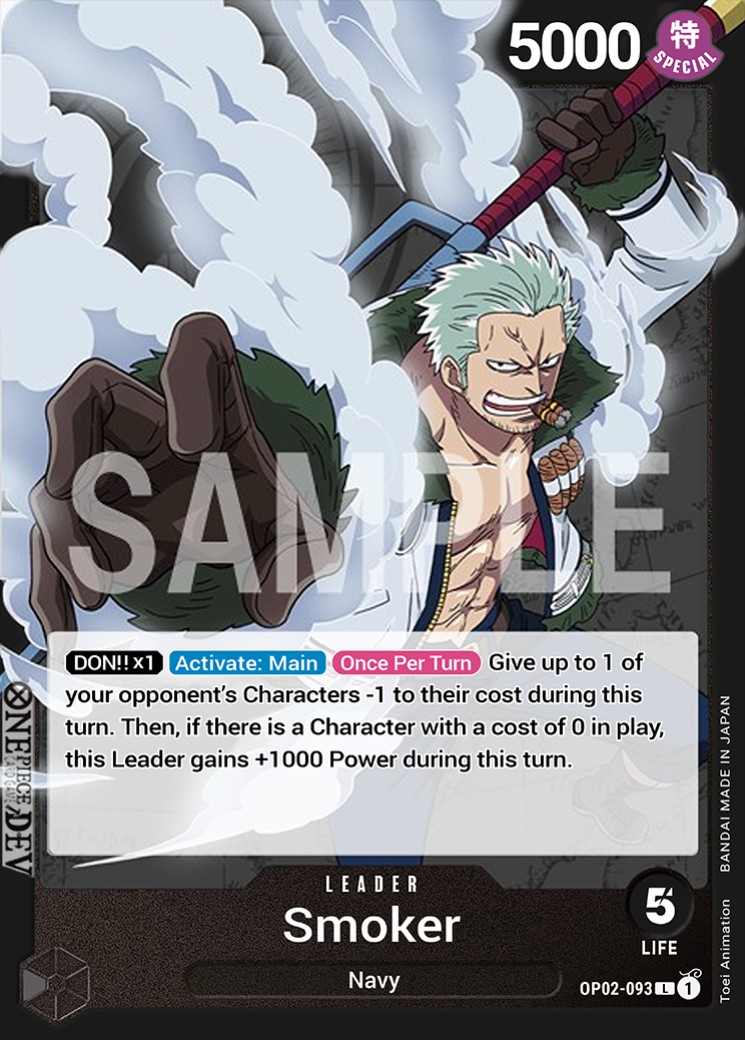 5000
特
SPECIAL
SAMPLE
DON!! x1 Activate: Main Once Per Turn Give up to 1 of
your opponent's Characters -1 to their cost during this
turn. Then, if there is a Character with a cost of 0 in play,
this Leader gains +1000 Power during this turn.
ONE PIECE
DEV
BANDAI MADE IN JAPAN
Toei Animation
LEADER
Smoker
Navy
5
LIFE
OP02-093 L 1